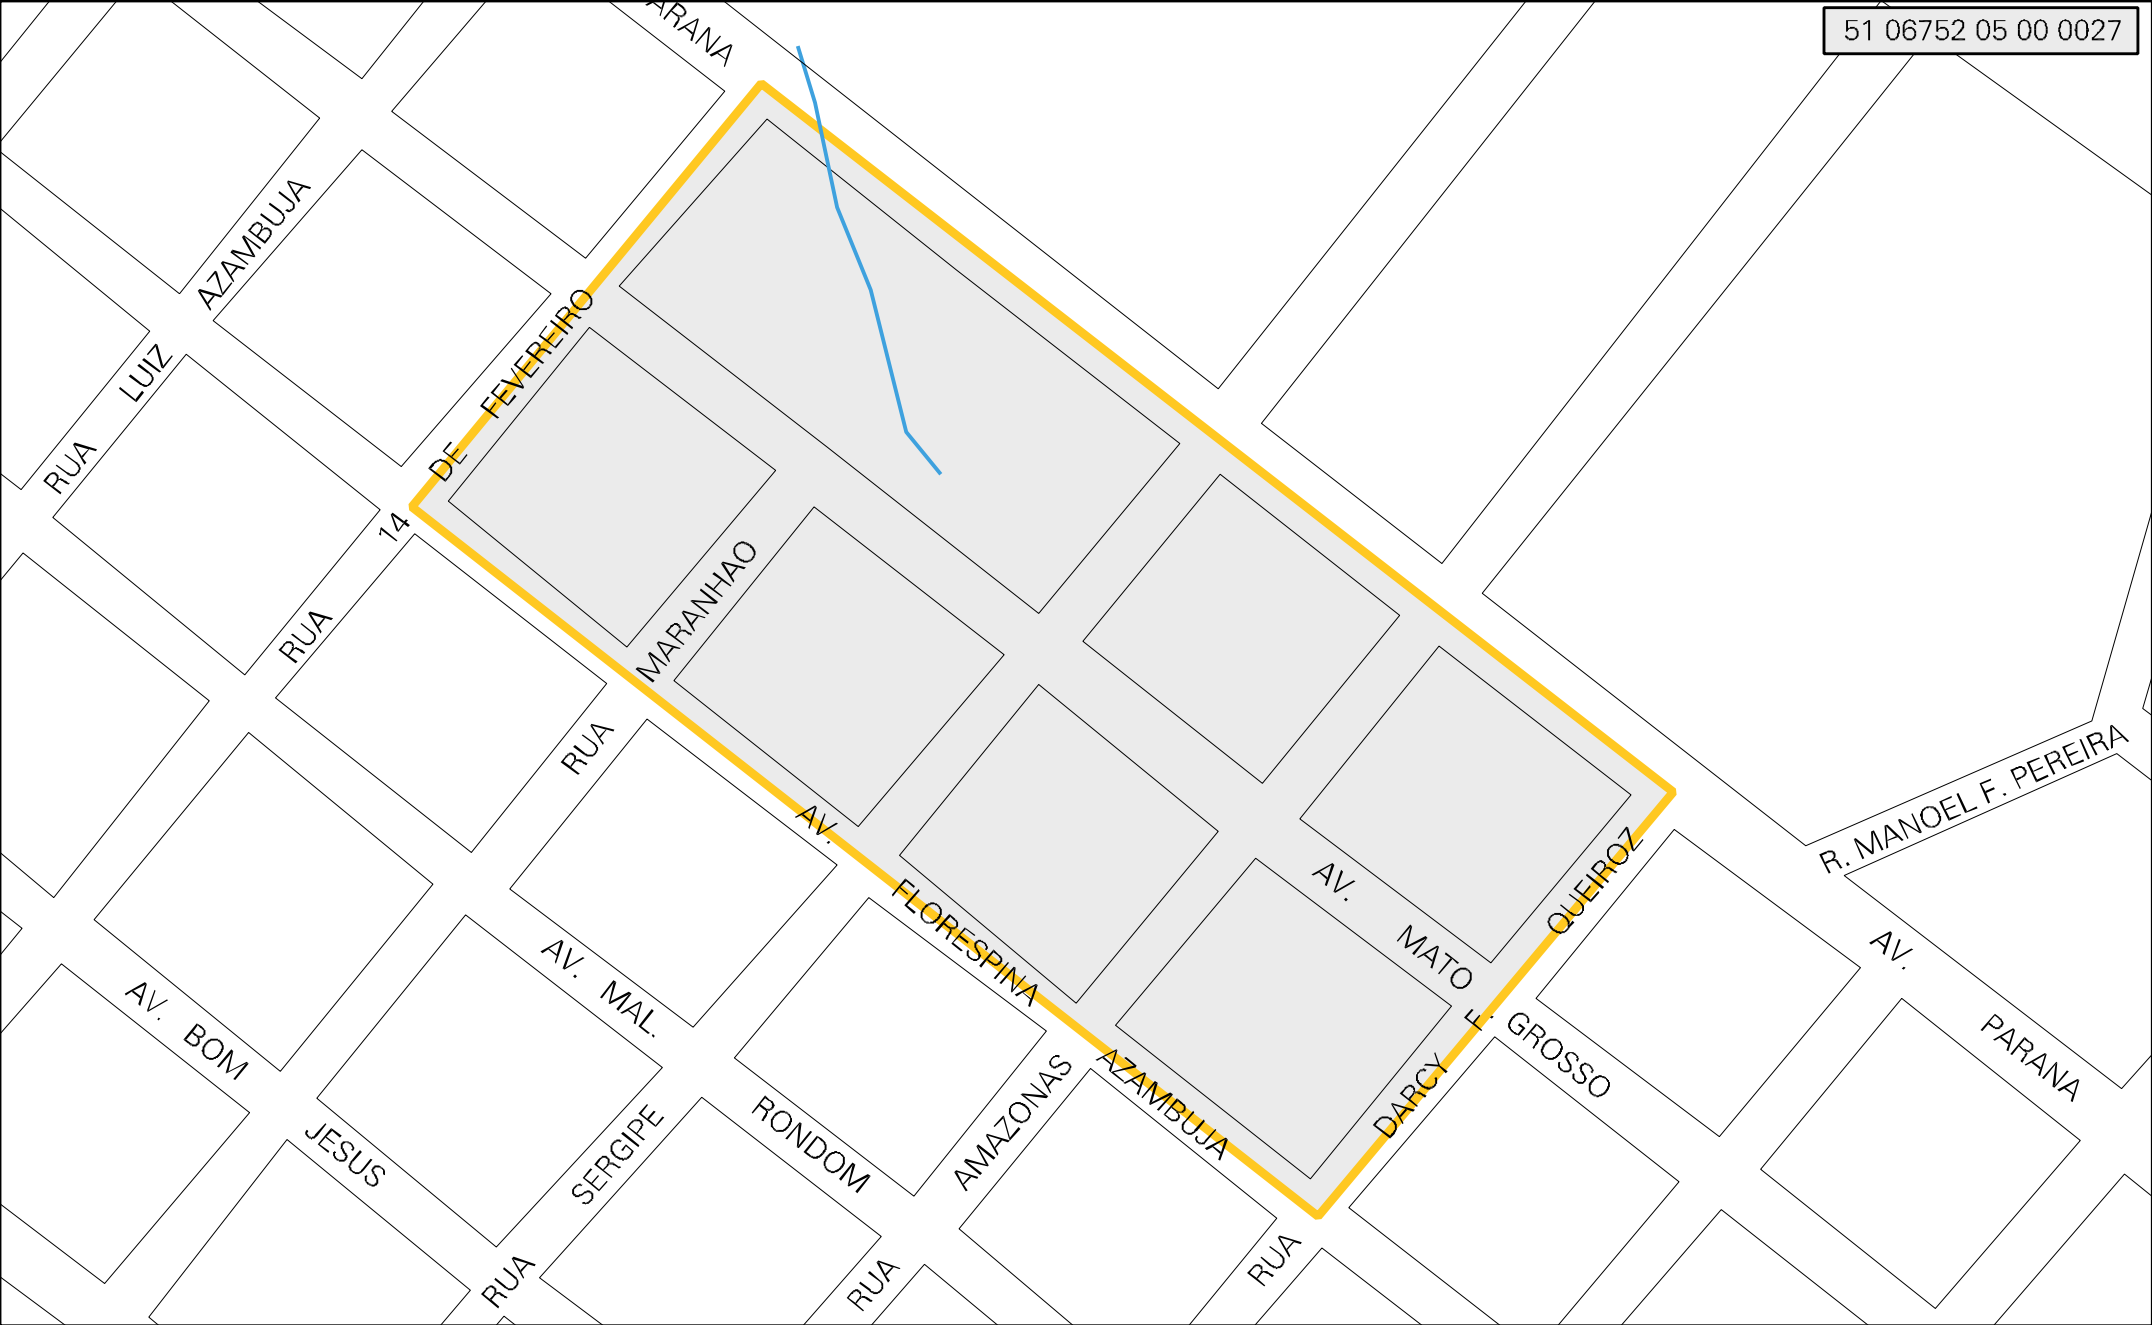 ARANA
51 06752 05 00 0027
RUA LUIZ AZAMBUJA
RUA 14 DE FEVEREIRO
RUA MARANHAO
R. MANOEL F. PEREIRA
AV. FLORESPINA AZAMBUJA
AV. MATO GROSSO
AV. PARANA
RUA DARCY F. QUEIROZ
AV. MAL. RONDOM
AV. BOM JESUS
RUA SERGIPE
RUA AMAZONAS